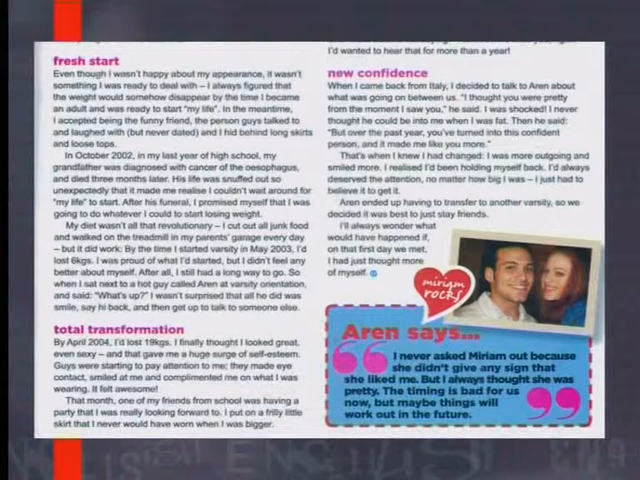 fresh start
Even though I wasn't happy about my appearance, it wasn't
something I was ready to deal with – I always figured that
the weight would somehow disappear by the time I became
an adult and was ready to start "my life". In the meantime,
I accepted being the funny friend, the person guys talked to
and laughed with (but never dated) and I hid behind long skirts
and loose tops.
In October 2002, in my last year of high school, my
grandfather was diagnosed with cancer of the oesophagus,
and died three months later. His life was snuffed out so
unexpectedly that it made me realise I couldn't wait around for
"my life" to start. After his funeral, I promised myself that I was
going to do whatever I could to start losing weight.
My diet wasn't all that revolutionary – I cut out all junk food
and walked on the treadmill in my parents' garage every day
– but it did work: By the time I started varsity in May 2003, I'd
lost 6kgs. I was proud of what I'd started, but I didn't feel any
better about myself. After all, I still had a long way to go. So
when I sat next to a hot guy called Aren at varsity orientation,
and said: "What's up?" I wasn't surprised that all he did was
smile, say hi back, and then get up to talk to someone else.
total transformation
By April 2004, I'd lost 19kgs. I finally thought I looked great,
even sexy – and that gave me a huge surge of self-esteem.
Guys were starting to pay attention to me; they made eye
contact, smiled at me and complimented me on what I was
wearing. It felt awesome!
That month, one of my friends from school was having a
party that I was really looking forward to. I put on a frilly little
skirt that I never would have worn when I was bigger.
I'd wanted to hear that for more than a year!
new confidence
When I came back from Italy, I decided to talk to Aren about
what was going on between us. "I thought you were pretty
from the moment I saw you," he said. I was shocked! I never
thought he could be into me when I was fat. Then he said:
"But over the past year, you've turned into this confident
person, and it made me like you more."
That's when I knew I had changed: I was more outgoing and
smiled more. I realised I'd been holding myself back. I'd always
deserved the attention, no matter how big I was – I just had to
believe it to get it.
Aren ended up having to transfer to another varsity, so we
decided it was best to just stay friends.
I'll always wonder what
would have happened if,
on that first day we met,
I had just thought more
of myself.
miriam
rocks
Aren says...
I never asked Miriam out because
she didn't give any sign that
she liked me. But I always thought she was
pretty. The timing is bad for us
now, but maybe things will
work out in the future.